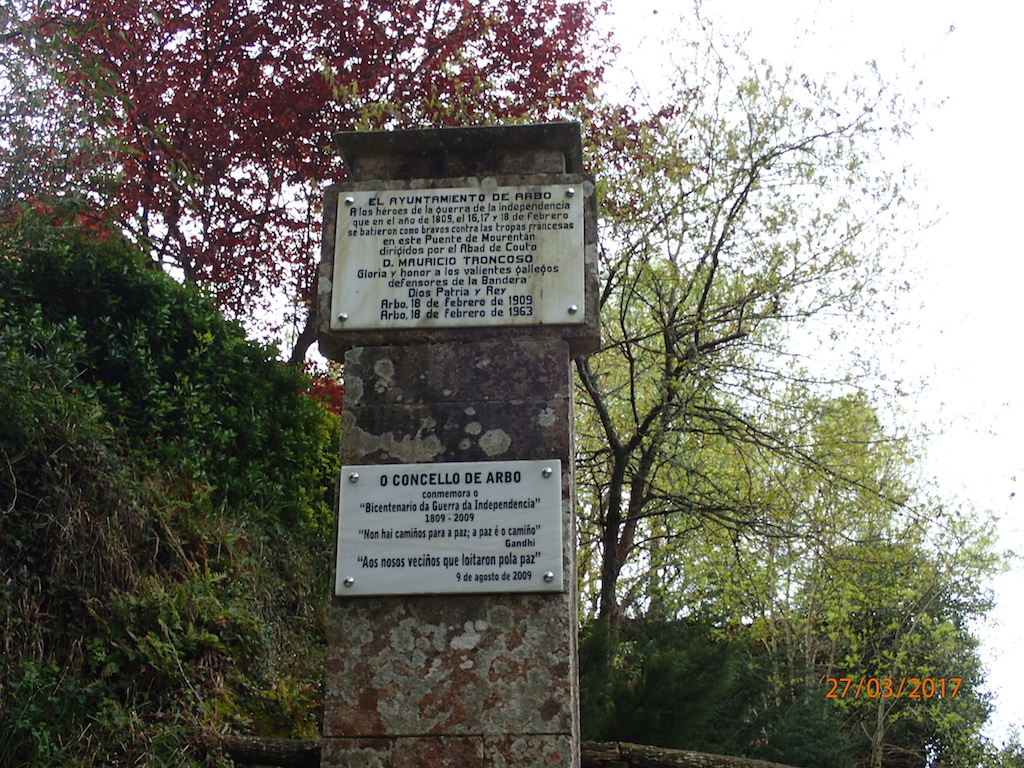 EL AYUNTAMIENTO DE ARBO
A los héroes de la guerra de la independencia
que en el año de 1809, el 16, 17 y 18 de Febrero
se batieron como bravos contra las tropas francesas
en este Puente de Mourentán
dirigidos por el Abad de Couto
D. MAURICIO TRONCOSO
Gloria y honor a los valientes gallegos
defensores de la Bandera
Dios Patria y Rey
Arbo, 18 de febrero de 1909
Arbo, 18 de febrero de 1963
O CONCELLO DE ARBO
conmemora o
"Bicentenario da Guerra da Independencia"
1809 - 2009
"Non hai camiños para a paz; a paz é o camiño"
Gandhi
"Aos nosos veciños que loitaron pola paz"
9 de agosto de 2009
27/03/2017